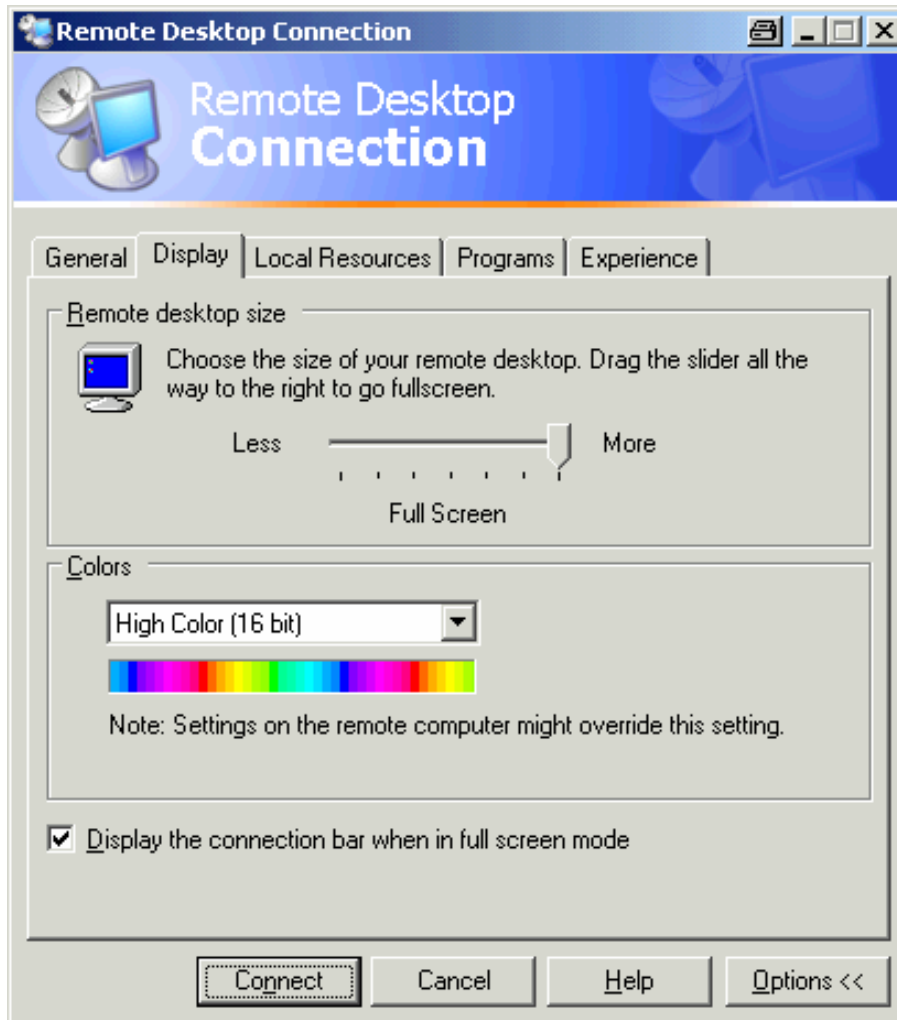 Remote Desktop Connection
Remote Desktop
Connection
General Display Local Resources Programs Experience
Remote desktop size
Choose the size of your remote desktop. Drag the slider all the
way to the right to go fullscreen.
Less More
Full Screen
Colors
High Color (16 bit)
Note: Settings on the remote computer might override this setting.
Display the connection bar when in full screen mode
Connect Cancel Help Options <<